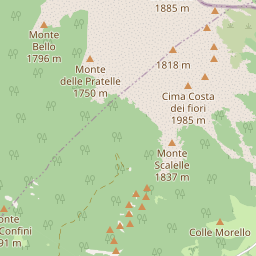 1885 m
Monte
Bello
1796 m
1818 m
Monte
delle Pratelle
1750 m
Cima Costa
dei fiori
1985 m
Monte
Scalelle
1837 m
Confini
Colle Morello